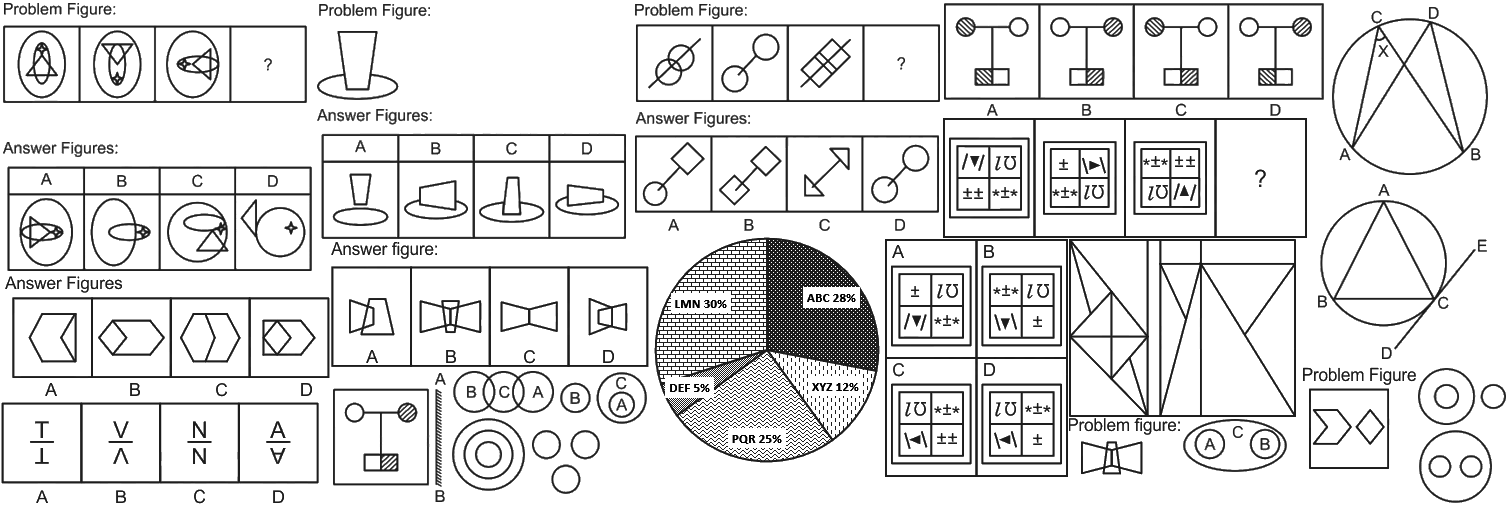 Problem Figure:
?
Answer Figures:
A B C D
Answer Figures
A B C D
T T
V V
N N
A A
A B C D
Problem Figure:
Answer Figures:
A B C D
Answer figure:
A B C D
A
B
B C A
B
C
A
Problem Figure:
?
Answer Figures:
A B C D
LMN 30%
ABC 28%
DEF 5%
XYZ 12%
PQR 25%
A B C D
/▼/ l℧
±± *±*
± \►\
*±* l℧
*±* ±±
l℧ /▲/
?
A
± l℧
/▼/ *±*
B
*±* l℧
\▼\ ±
C
l℧ *±*
\◄\ ±±
D
l℧ *±*
\◄\ ±
Problem figure:
A C B
C D
X
A B
A
E
B C
D
Problem Figure